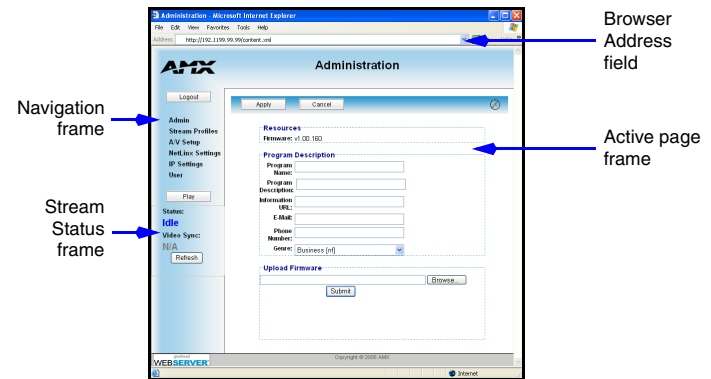 Administration - Microsoft Internet Explorer
File Edit View Favorites Tools Help
Address http://192.1199.99.99/content.xml
Browser
Address
field
AMX
Administration
Logout
Apply Cancel
Navigation
frame
Admin
Stream Profiles
A/V Setup
NetLinx Settings
IP Settings
User
Resources
Firmware: v1.00.160
Active page
frame
Program Description
Program
Name:
Program
Description:
Information
URL:
E-Mail:
Phone
Number:
Genre: Business [nf]
Play
Stream
Status
frame
Status:
Idle
Video Sync:
N/A
Refresh
Upload Firmware
Browse...
Submit
goahead
WEBSERVER
Copyright © 2006 AMX
Internet